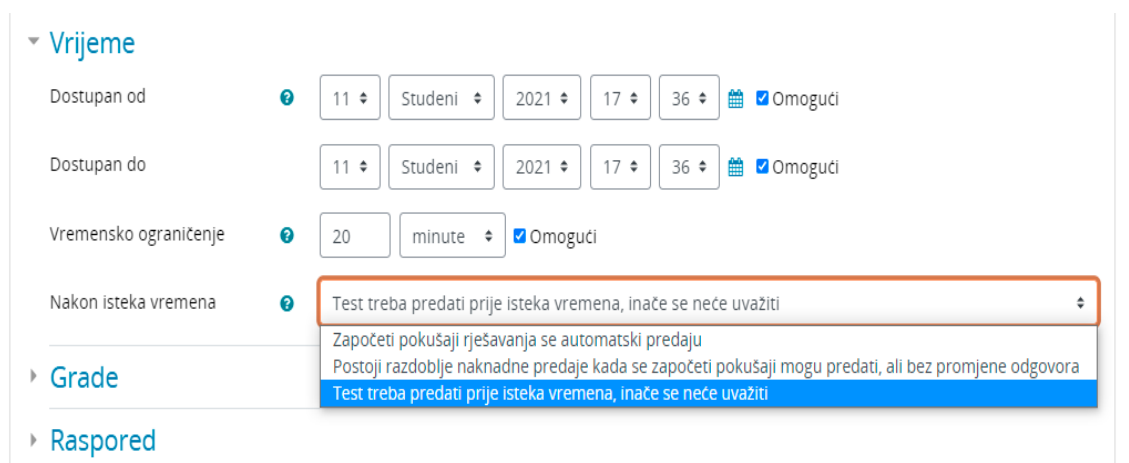 Vrijeme
Dostupan od 11 Studeni 2021 17 36 Omogući
Dostupan do 11 Studeni 2021 17 36 Omogući
Vremensko ograničenje 20 minute Omogući
Nakon isteka vremena Test treba predati prije isteka vremena, inače se neće uvažiti
Započeti pokušaji rješavanja se automatski predaju
Postoji razdoblje naknadne predaje kada se započeti pokušaji mogu predati, ali bez promjene odgovora
Test treba predati prije isteka vremena, inače se neće uvažiti
Grade
Raspored